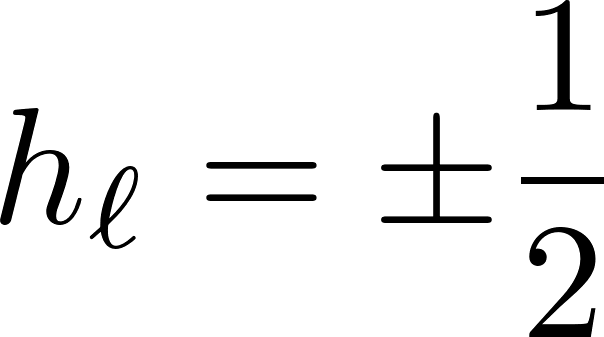 h_ℓ = ± 1/2